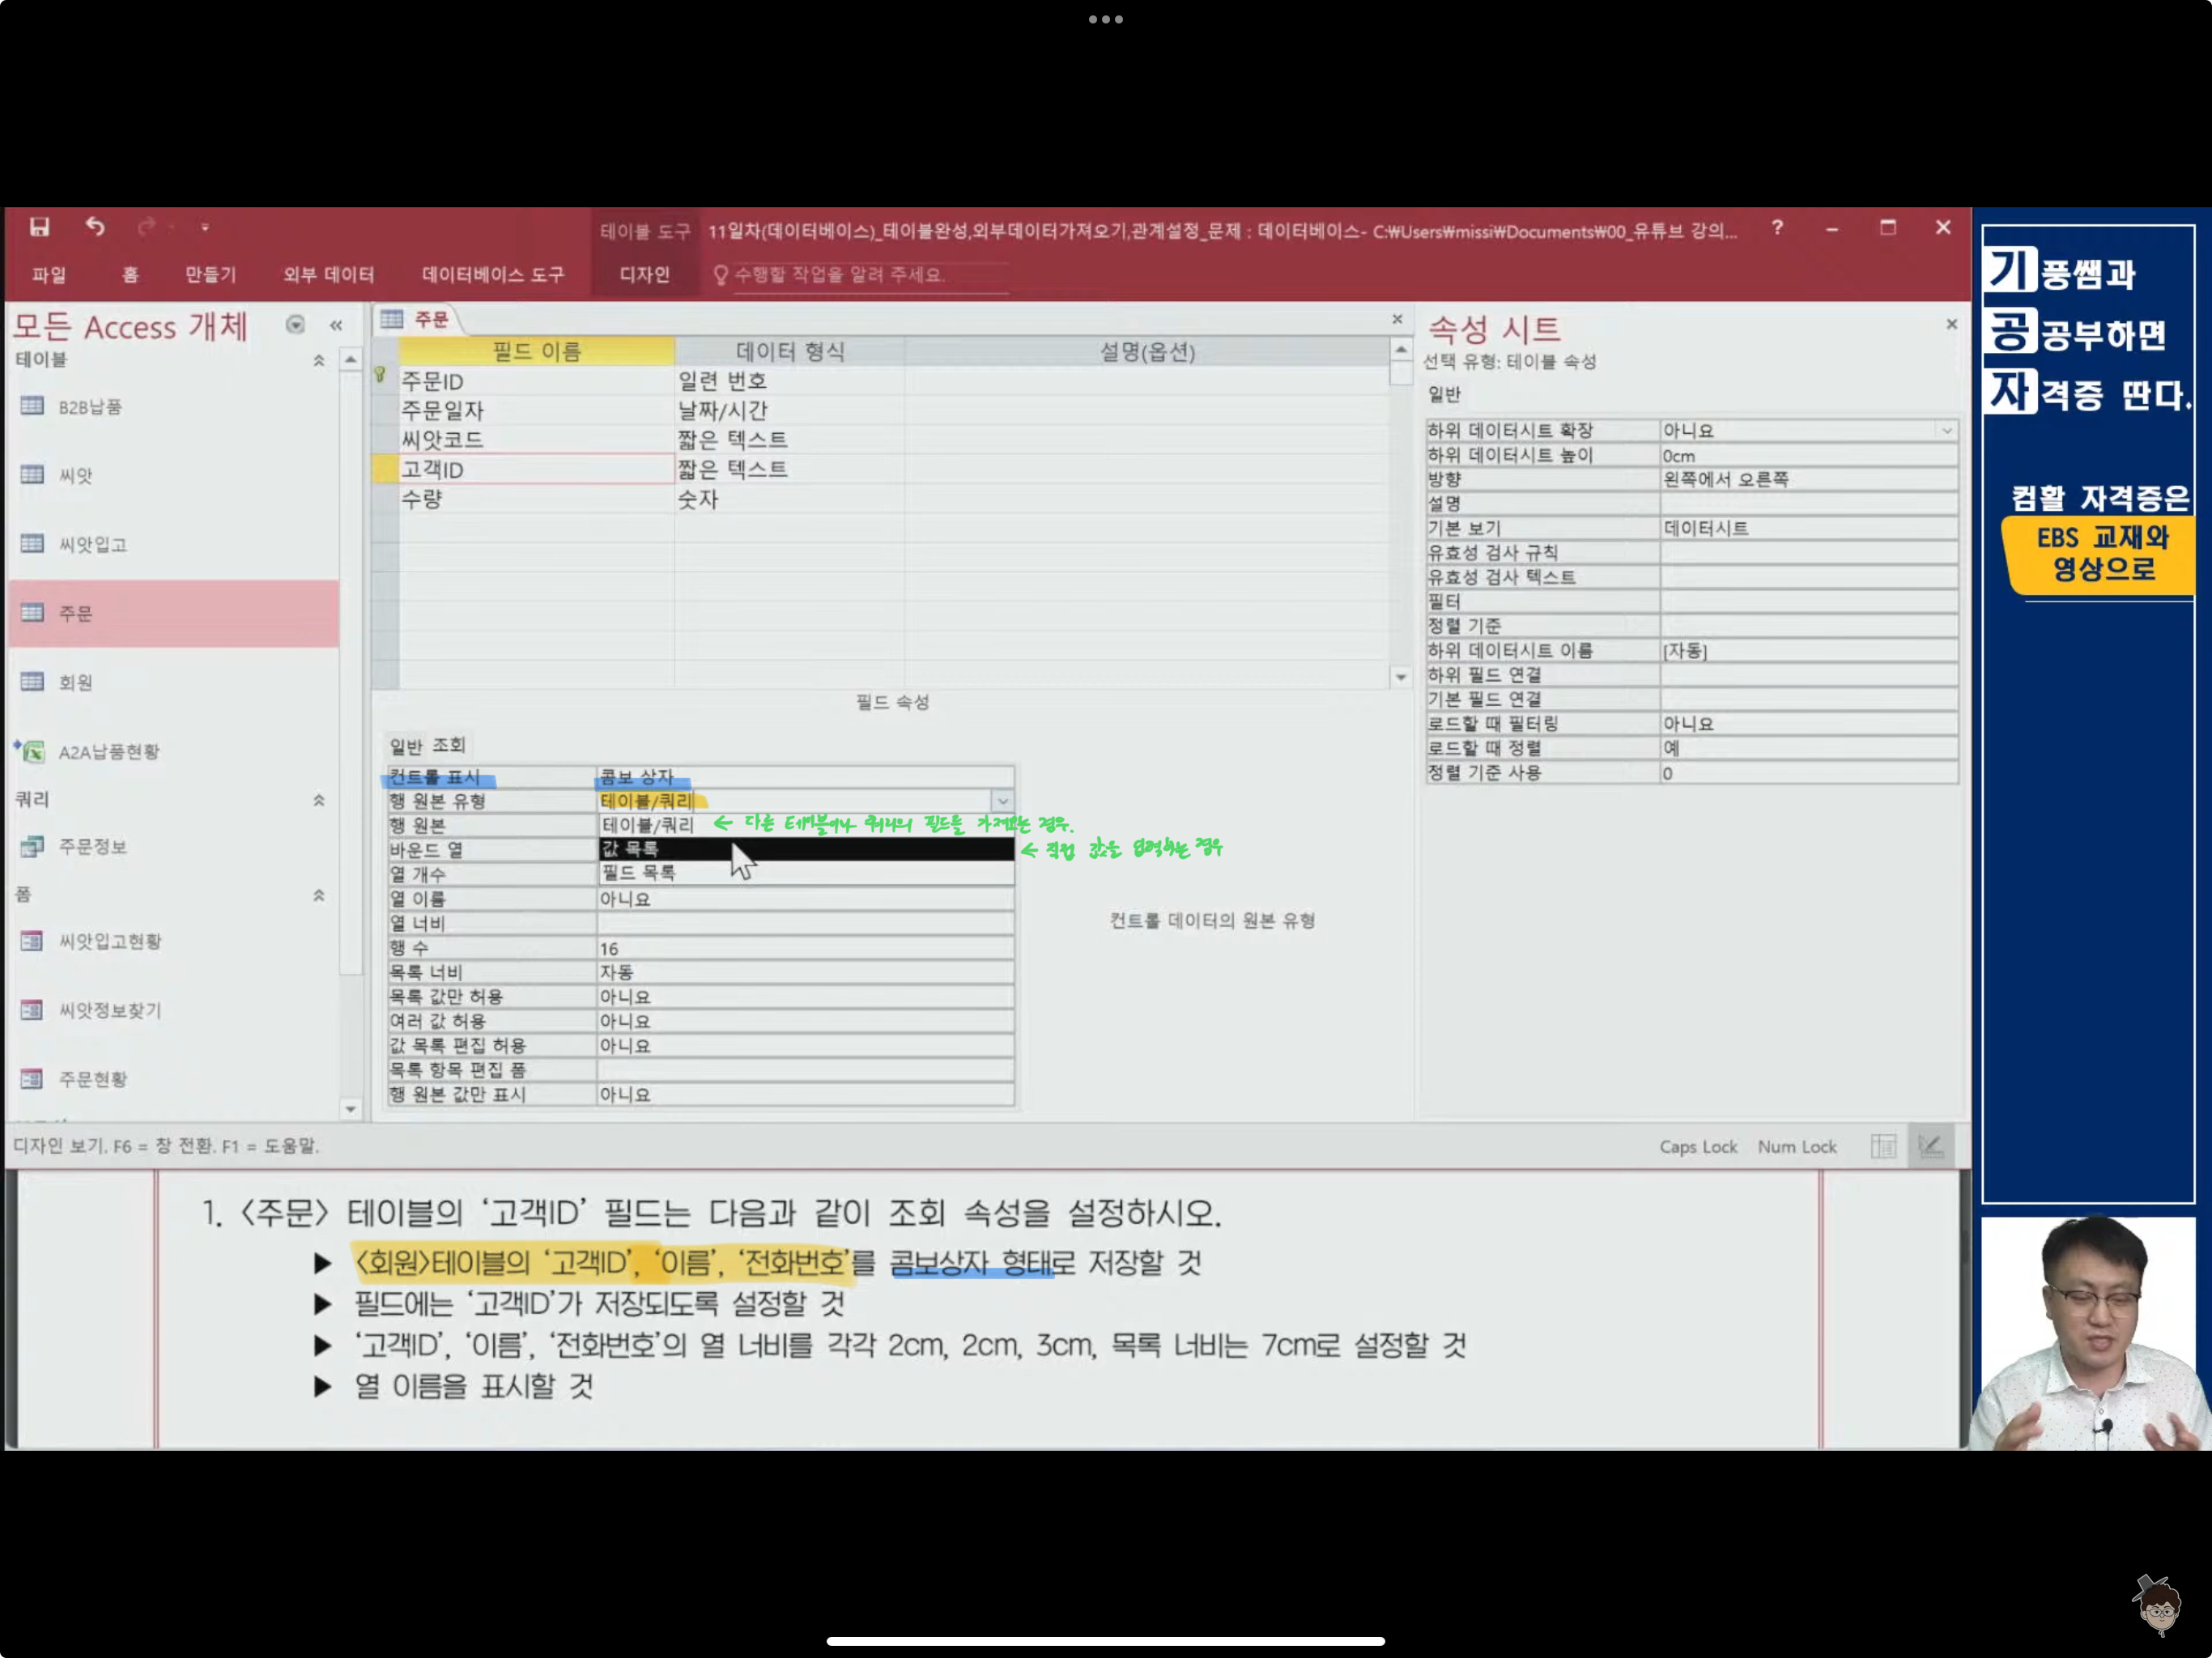 테이블 도구
11일차(데이터베이스)_테이블완성,외부데이터가져오기,관계설정_문제 : 데이터베이스- C:₩Users₩missi₩Documents₩00_유튜브 강의...
?
파일 홈 만들기 외부 데이터 데이터베이스 도구 디자인 수행할 작업을 알려 주세요.
모든 Access 개체
테이블
B2B납품
씨앗
씨앗입고
주문
회원
A2A납품현황
쿼리
주문정보
폼
씨앗입고현황
씨앗정보찾기
주문현황
주문
필드 이름 데이터 형식 설명(옵션)
주문ID 일련 번호
주문일자 날짜/시간
씨앗코드 짧은 텍스트
고객ID 짧은 텍스트
수량 숫자
필드 속성
일반 조회
컨트롤 표시 콤보 상자
행 원본 유형 테이블/쿼리
행 원본 테이블/쿼리 ← 다른 테이블이나 쿼리의 필드를 가져오는 경우.
바운드 열 값 목록 ← 직접 값을 입력하는 경우
열 개수 필드 목록
열 이름 아니요
열 너비
행 수 16
목록 너비 자동
목록 값만 허용 아니요
여러 값 허용 아니요
값 목록 편집 허용 아니요
목록 항목 편집 폼
행 원본 값만 표시 아니요
컨트롤 데이터의 원본 유형
속성 시트
선택 유형: 테이블 속성
일반
하위 데이터시트 확장 아니요
하위 데이터시트 높이 0cm
방향 왼쪽에서 오른쪽
설명
기본 보기 데이터시트
유효성 검사 규칙
유효성 검사 텍스트
필터
정렬 기준
하위 데이터시트 이름 [자동]
하위 필드 연결
기본 필드 연결
로드할 때 필터링 아니요
로드할 때 정렬 예
정렬 기준 사용 0
디자인 보기. F6 = 창 전환. F1 = 도움말.
Caps Lock Num Lock
1. 〈주문〉 테이블의 ‘고객ID’ 필드는 다음과 같이 조회 속성을 설정하시오.
▶ 〈회원〉테이블의 ‘고객ID’, ‘이름’, ‘전화번호’를 콤보상자 형태로 저장할 것
▶ 필드에는 ‘고객ID’가 저장되도록 설정할 것
▶ ‘고객ID’, ‘이름’, ‘전화번호’의 열 너비를 각각 2cm, 2cm, 3cm, 목록 너비는 7cm로 설정할 것
▶ 열 이름을 표시할 것
기풍쌤과
공공부하면
자격증 딴다.
컴활 자격증은
EBS 교재와
영상으로